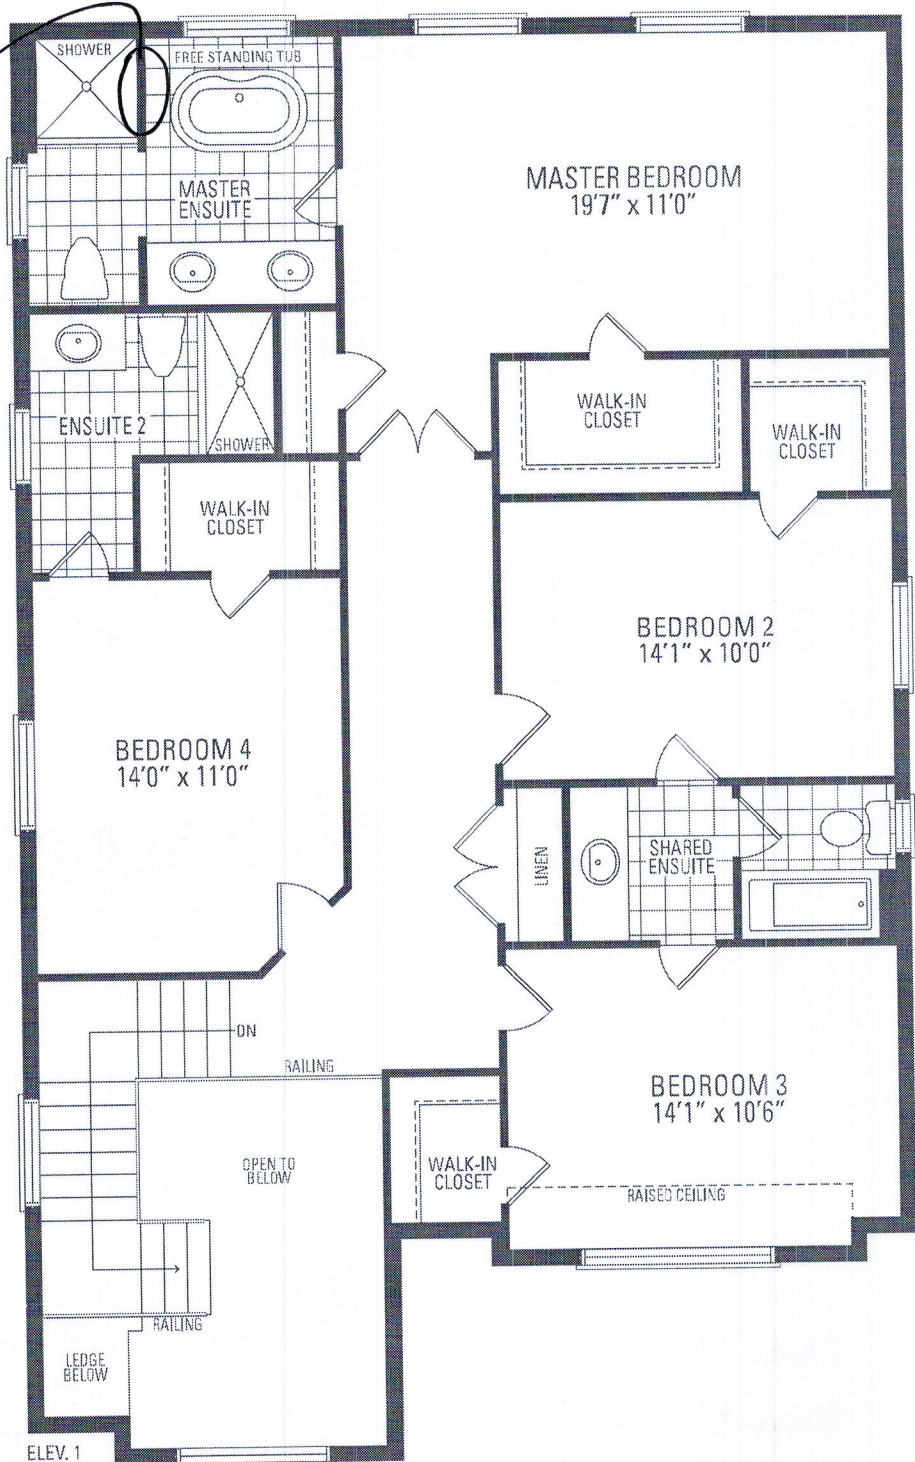 SHOWER
FREE STANDING TUB
MASTER
ENSUITE
MASTER BEDROOM
19'7" x 11'0"
ENSUITE 2
SHOWER
WALK-IN
CLOSET
WALK-IN
CLOSET
WALK-IN
CLOSET
BEDROOM 2
14'1" x 10'0"
BEDROOM 4
14'0" x 11'0"
LINEN
SHARED
ENSUITE
DN
RAILING
BEDROOM 3
14'1" x 10'6"
OPEN TO
BELOW
WALK-IN
CLOSET
RAISED CEILING
RAILING
LEDGE
BELOW
ELEV. 1